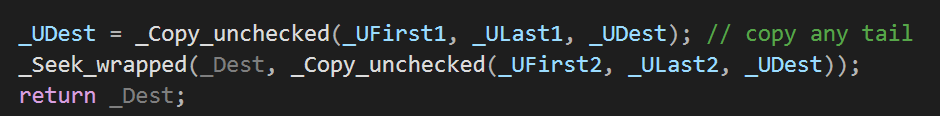 _UDest = _Copy_unchecked(_UFirst1, _ULast1, _UDest); // copy any tail
_Seek_wrapped(_Dest, _Copy_unchecked(_UFirst2, _ULast2, _UDest));
return _Dest;